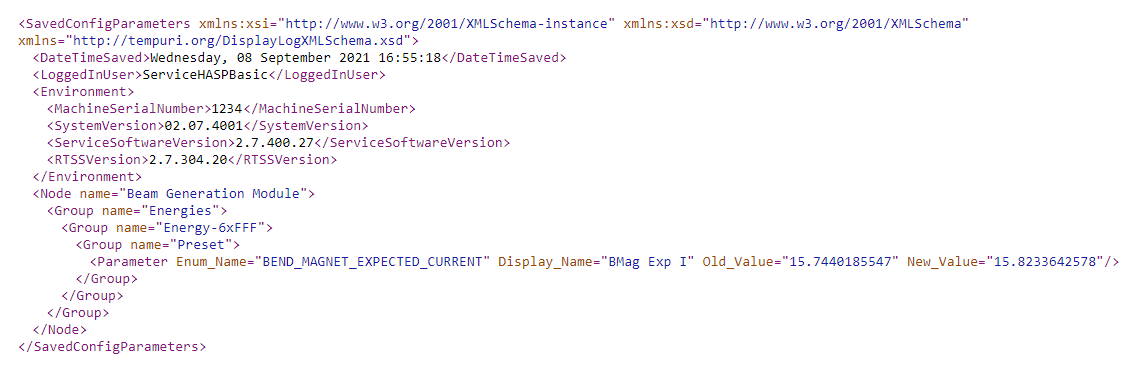 <SavedConfigParameters xmlns:xsi="http://www.w3.org/2001/XMLSchema-instance" xmlns:xsd="http://www.w3.org/2001/XMLSchema"
xmlns="http://tempuri.org/DisplayLogXMLSchema.xsd">
<DateTimeSaved>Wednesday, 08 September 2021 16:55:18</DateTimeSaved>
<LoggedInUser>ServiceHASPBasic</LoggedInUser>
<Environment>
<MachineSerialNumber>1234</MachineSerialNumber>
<SystemVersion>02.07.4001</SystemVersion>
<ServiceSoftwareVersion>2.7.400.27</ServiceSoftwareVersion>
<RTSSVersion>2.7.304.20</RTSSVersion>
</Environment>
<Node name="Beam Generation Module">
<Group name="Energies">
<Group name="Energy-6xFFF">
<Group name="Preset">
<Parameter Enum_Name="BEND_MAGNET_EXPECTED_CURRENT" Display_Name="BMag Exp I" Old_Value="15.7440185547" New_Value="15.8233642578"/>
</Group>
</Group>
</Group>
</Node>
</SavedConfigParameters>